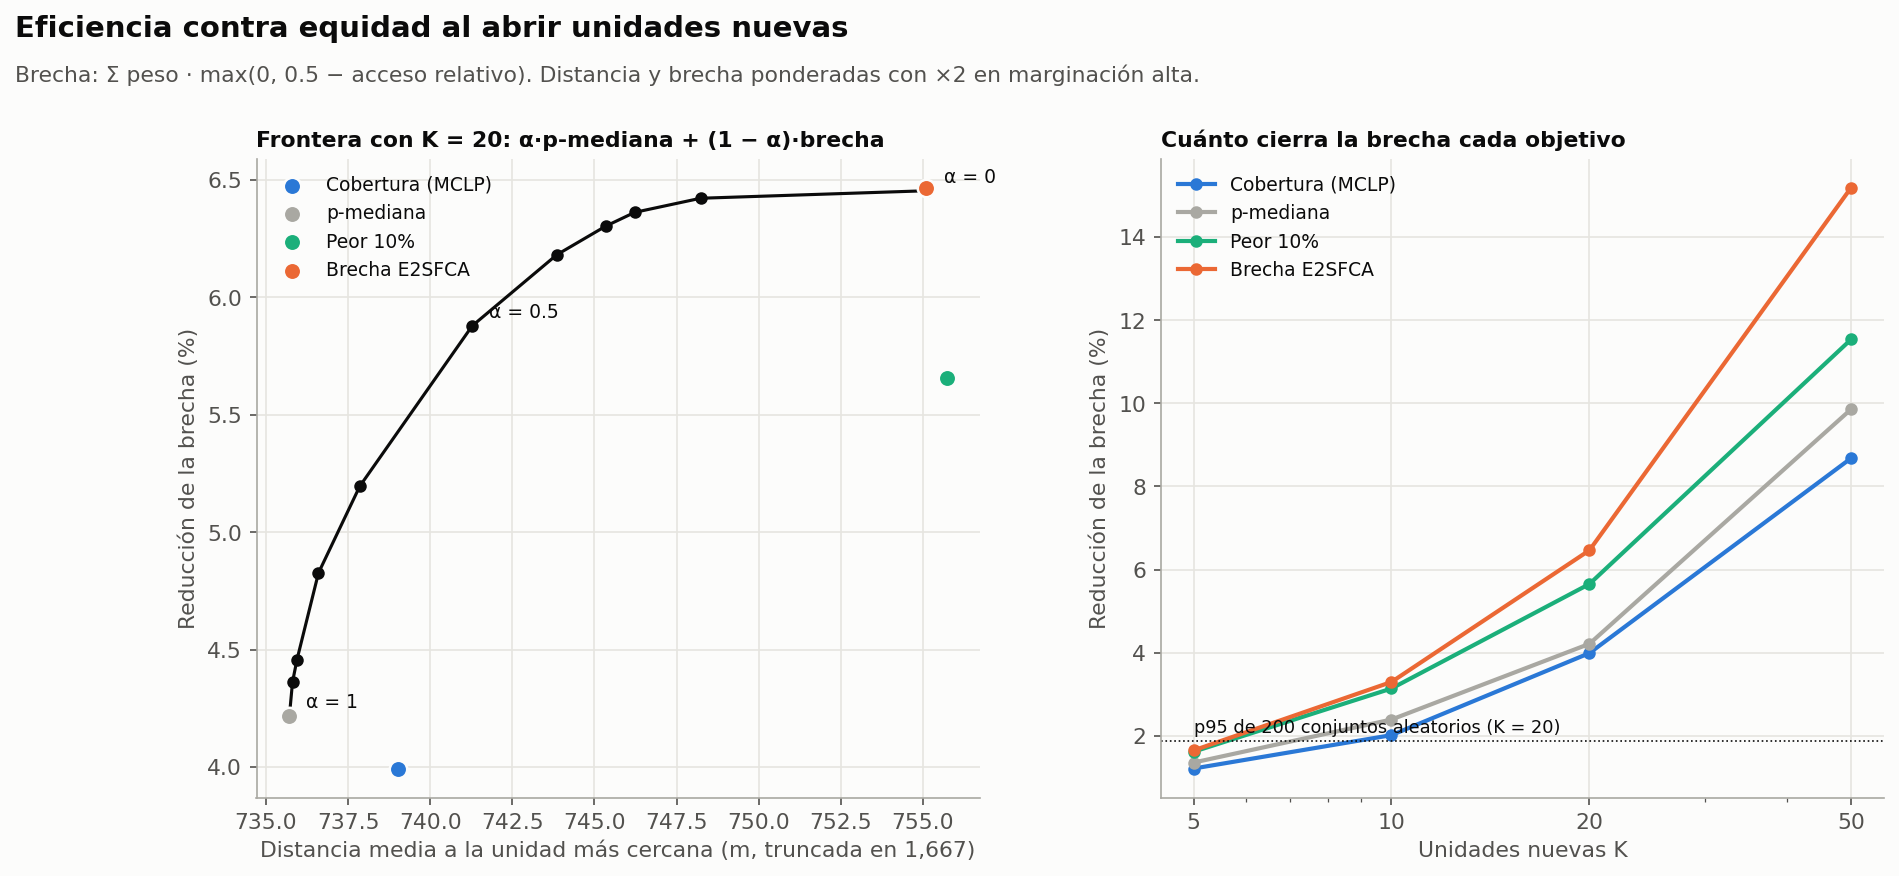 Eficiencia contra equidad al abrir unidades nuevas
Brecha: Σ peso · max(0, 0.5 − acceso relativo). Distancia y brecha ponderadas con ×2 en marginación alta.
Frontera con K = 20: α·p-mediana + (1 − α)·brecha
Reducción de la brecha (%)
6.5
6.0
5.5
5.0
4.5
4.0
Cobertura (MCLP)
p-mediana
Peor 10%
Brecha E2SFCA
α = 0
α = 0.5
α = 1
735.0 737.5 740.0 742.5 745.0 747.5 750.0 752.5 755.0
Distancia media a la unidad más cercana (m, truncada en 1,667)
Cuánto cierra la brecha cada objetivo
Reducción de la brecha (%)
14
12
10
8
6
4
2
Cobertura (MCLP)
p-mediana
Peor 10%
Brecha E2SFCA
p95 de 200 conjuntos aleatorios (K = 20)
5 10 20 50
Unidades nuevas K